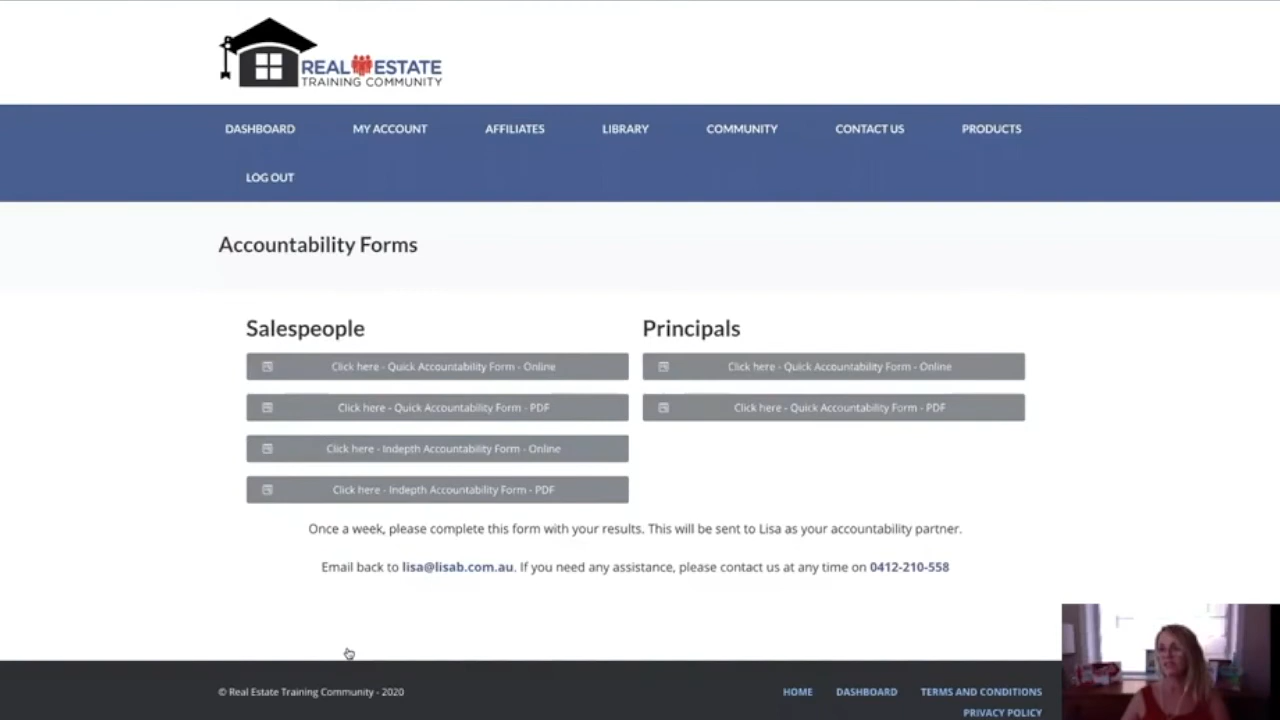 REAL ESTATE
TRAINING COMMUNITY
DASHBOARD MY ACCOUNT AFFILIATES LIBRARY COMMUNITY CONTACT US PRODUCTS
LOG OUT
Accountability Forms
Salespeople
Click here - Quick Accountability Form - Online
Click here - Quick Accountability Form - PDF
Click here - Indepth Accountability Form - Online
Click here - Indepth Accountability Form - PDF
Principals
Click here - Quick Accountability Form - Online
Click here - Quick Accountability Form - PDF
Once a week, please complete this form with your results. This will be sent to Lisa as your accountability partner.
Email back to lisa@lisab.com.au. If you need any assistance, please contact us at any time on 0412-210-558
© Real Estate Training Community - 2020
HOME DASHBOARD TERMS AND CONDITIONS
PRIVACY POLICY